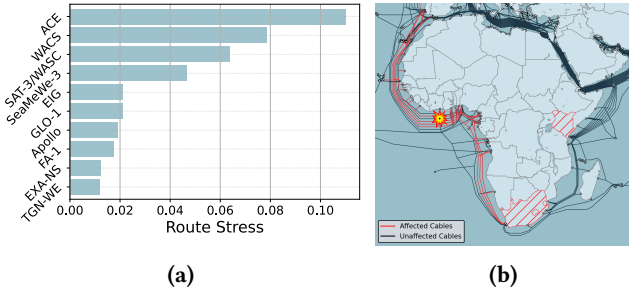 ACE
WACS
SAT-3/WASC
SeaMeWe-3
EIG
GLO-1
Apollo
FA-1
EXA-NS
TGN-WE
0.00 0.02 0.04 0.06 0.08 0.10
Route Stress
(a)
Affected Cables
Unaffected Cables
(b)